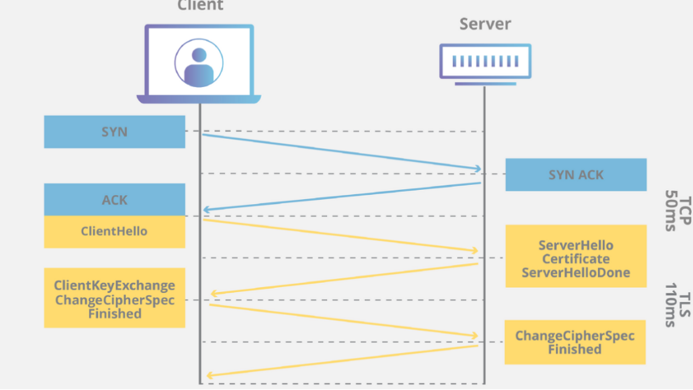 Client
Server
SYN
SYN ACK
ACK
ClientHello
ServerHello
Certificate
ServerHelloDone
ClientKeyExchange
ChangeCipherSpec
Finished
ChangeCipherSpec
Finished
TCP
50ms
TLS
110ms